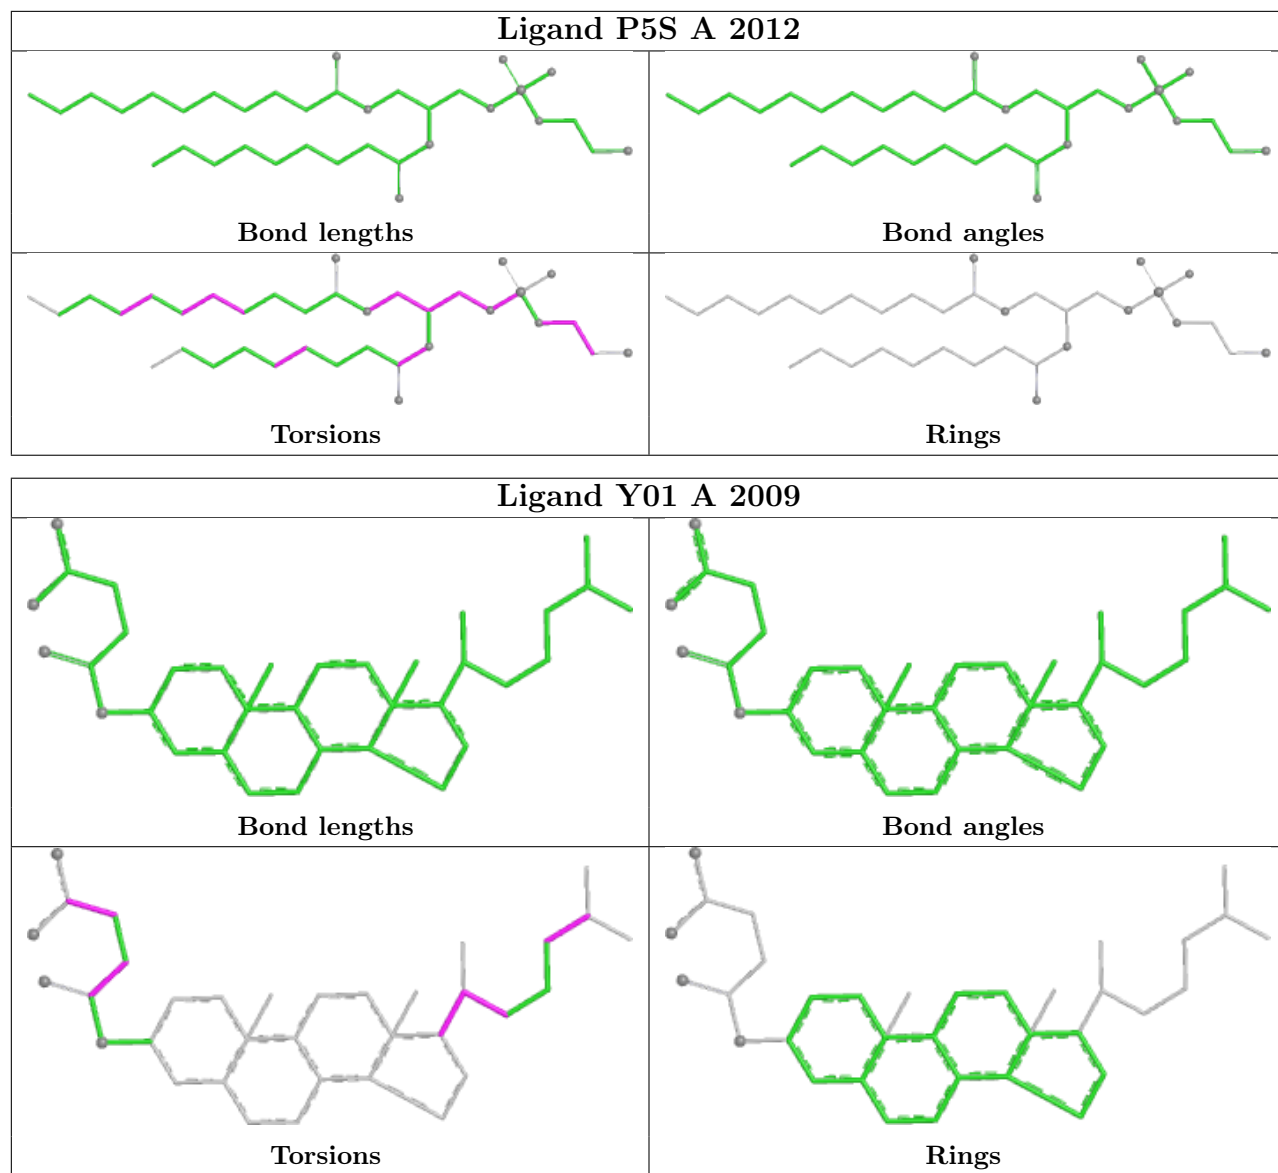 Ligand P5S A 2012
Bond lengths
Bond angles
Torsions
Rings
Ligand Y01 A 2009
Bond lengths
Bond angles
Torsions
Rings